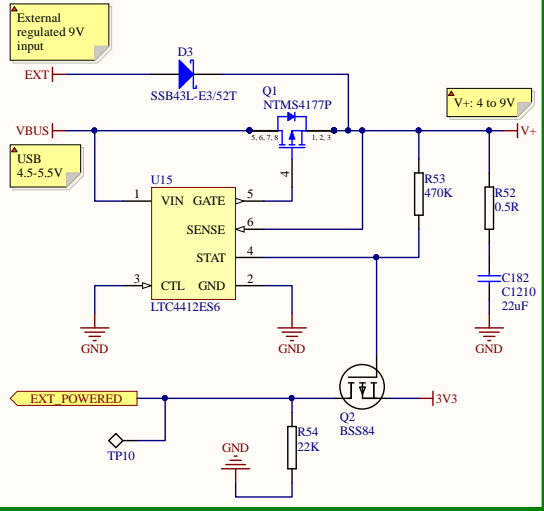 External
regulated 9V
input
EXT
D3
SSB43L-E3/52T
Q1
NTMS4177P
V+: 4 to 9V
VBUS
5, 6, 7, 8
1, 2, 3
V+
USB
4.5-5.5V
4
U15
R53
470K
R52
0.5R
1
VIN
GATE
5
SENSE
6
STAT
4
3
CTL
GND
2
LTC4412ES6
C182
C1210
22uF
GND
GND
GND
EXT_POWERED
3V3
Q2
BSS84
TP10
GND
R54
22K